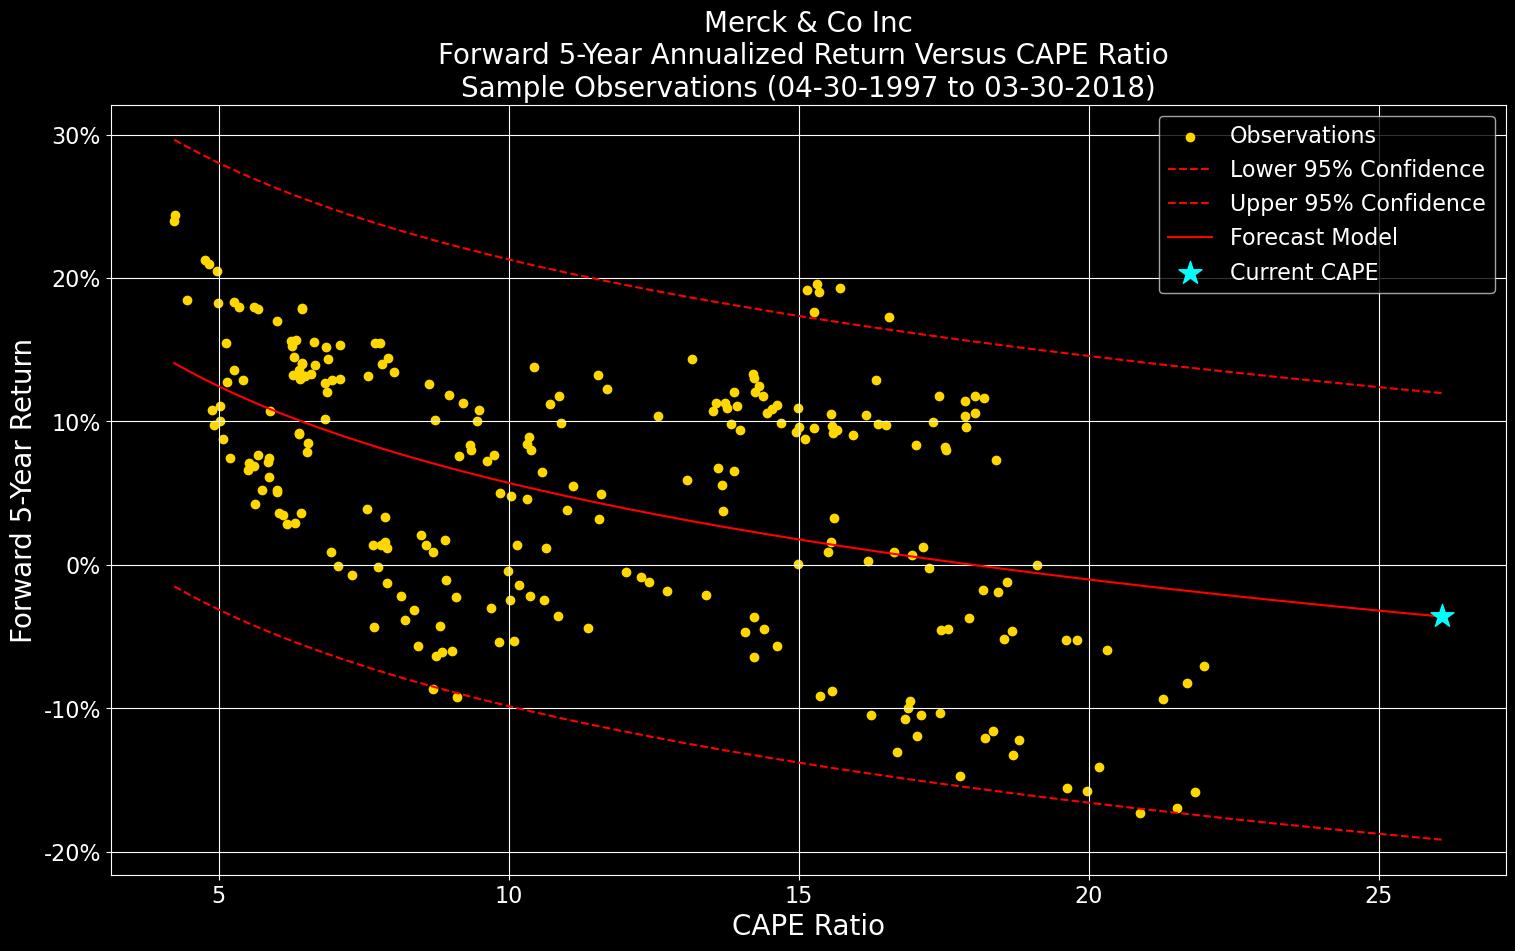 Merck & Co Inc
Forward 5-Year Annualized Return Versus CAPE Ratio
Sample Observations (04-30-1997 to 03-30-2018)
Observations
Lower 95% Confidence
Upper 95% Confidence
Forecast Model
Current CAPE
Forward 5-Year Return
30%
20%
10%
0%
-10%
-20%
5
10
15
20
25
CAPE Ratio